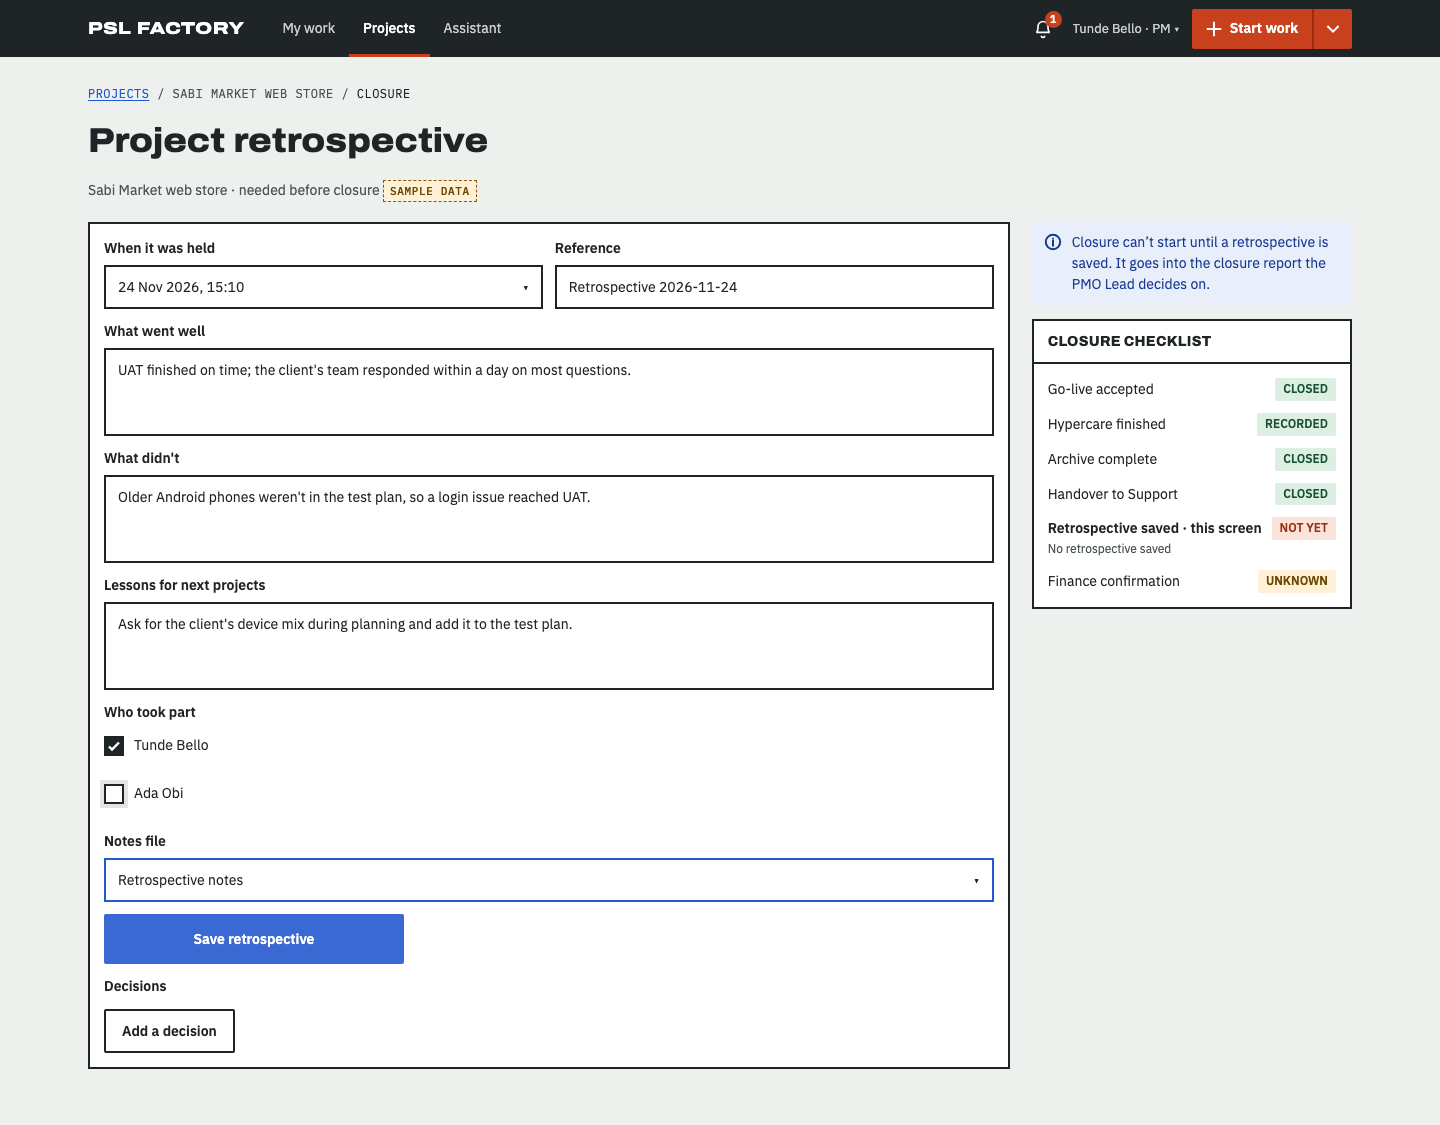 PSL FACTORY
My work
Projects
Assistant
1
Tunde Bello · PM ▾
Start work
PROJECTS / SABI MARKET WEB STORE / CLOSURE
Project retrospective
Sabi Market web store · needed before closure SAMPLE DATA
When it was held
24 Nov 2026, 15:10
Reference
Retrospective 2026-11-24
What went well
UAT finished on time; the client's team responded within a day on most questions.
What didn't
Older Android phones weren't in the test plan, so a login issue reached UAT.
Lessons for next projects
Ask for the client's device mix during planning and add it to the test plan.
Who took part
Tunde Bello
Ada Obi
Notes file
Retrospective notes
Save retrospective
Decisions
Add a decision
Closure can’t start until a retrospective is
saved. It goes into the closure report the
PMO Lead decides on.
CLOSURE CHECKLIST
Go-live accepted CLOSED
Hypercare finished RECORDED
Archive complete CLOSED
Handover to Support CLOSED
Retrospective saved · this screen NOT YET
No retrospective saved
Finance confirmation UNKNOWN